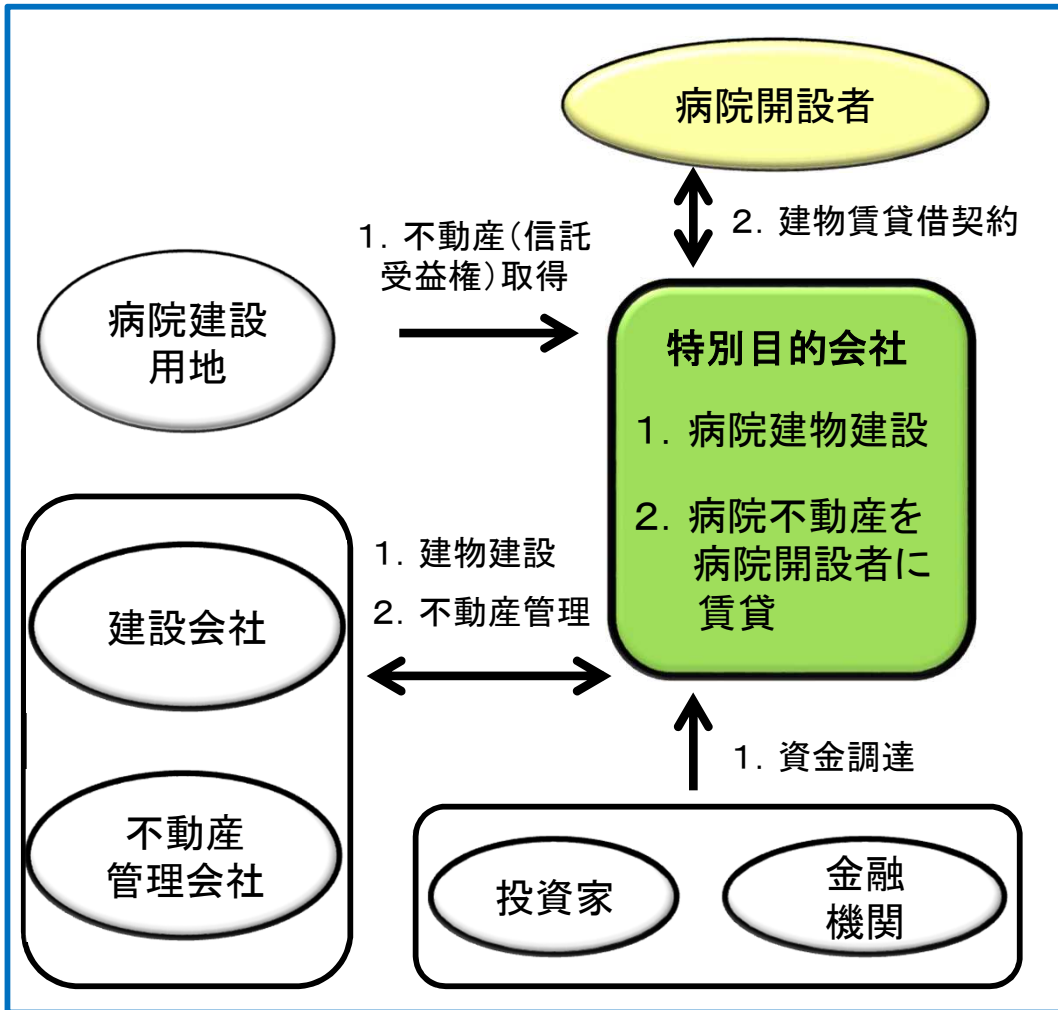 病院開設者
2．建物賃貸借契約
1．不動産（信託
受益権）取得
病院建設
用地
特別目的会社
1．病院建物建設
2．病院不動産を
病院開設者に
賃貸
1．建物建設
2．不動産管理
建設会社
不動産
管理会社
1．資金調達
投資家
金融
機関